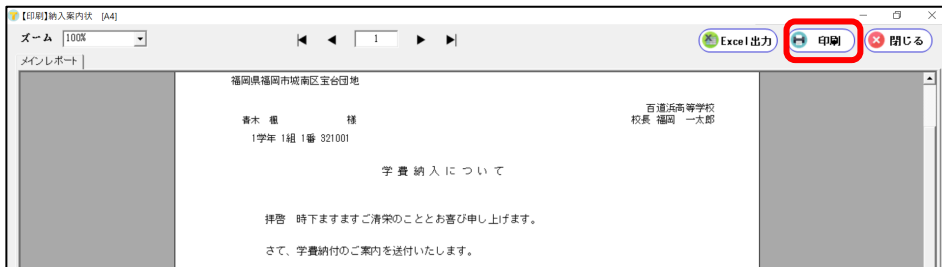 【印刷】納入案内状 [A4]
ズーム 100% 1 Excel出力 印刷 閉じる
メインレポート
福岡県福岡市城南区宝台団地
百道浜高等学校
青木 楓 様 校長 福岡 一太郎
1学年 1組 1番 321001
学費納入について
拝啓 時下ますますご清栄のこととお喜び申し上げます。
さて、学費納付のご案内を送付いたします。